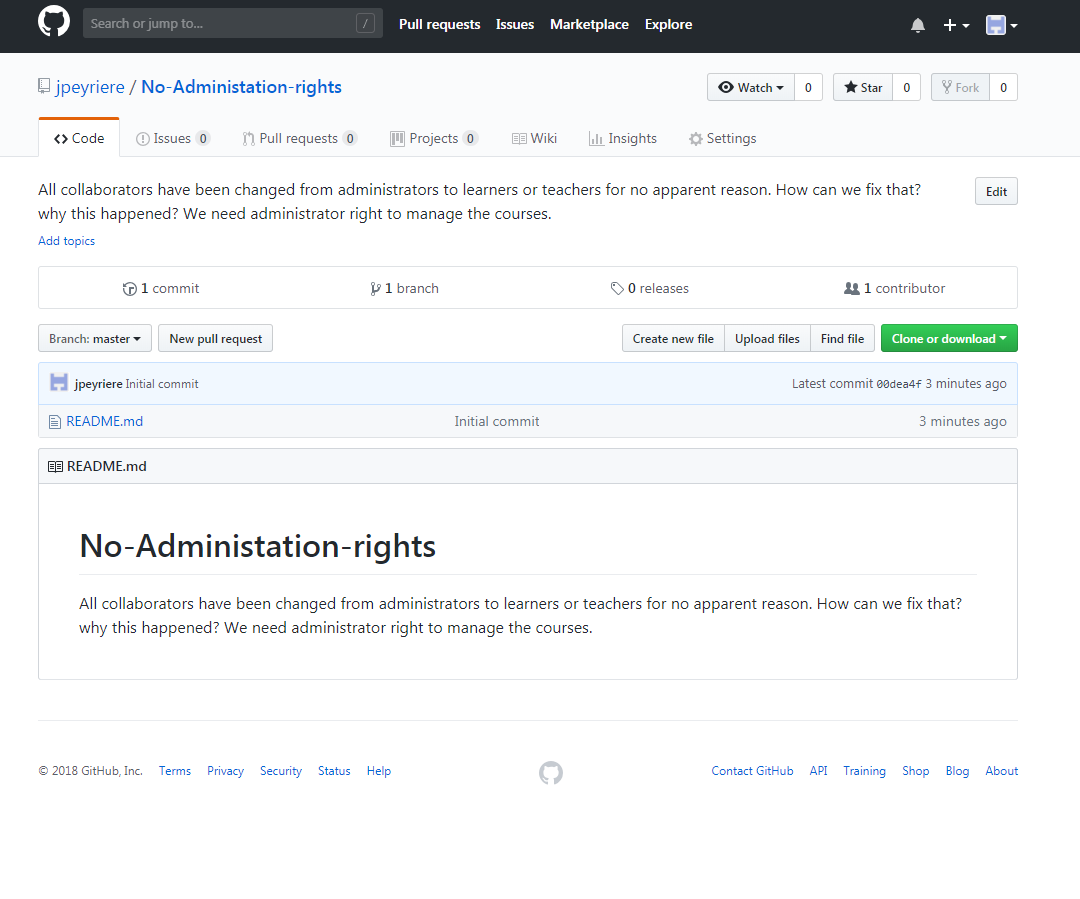 Search or jump to... / Pull requests Issues Marketplace Explore
jpeyriere / No-Administation-rights Watch 0 Star 0 Fork 0
Code Issues 0 Pull requests 0 Projects 0 Wiki Insights Settings
All collaborators have been changed from administrators to learners or teachers for no apparent reason. How can we fix that? Edit
why this happened? We need administrator right to manage the courses.
Add topics
1 commit 1 branch 0 releases 1 contributor
Branch: master New pull request Create new file Upload files Find file Clone or download
jpeyriere Initial commit Latest commit 00dea4f 3 minutes ago
README.md Initial commit 3 minutes ago
README.md
No-Administation-rights
All collaborators have been changed from administrators to learners or teachers for no apparent reason. How can we fix that?
why this happened? We need administrator right to manage the courses.
© 2018 GitHub, Inc. Terms Privacy Security Status Help Contact GitHub API Training Shop Blog About